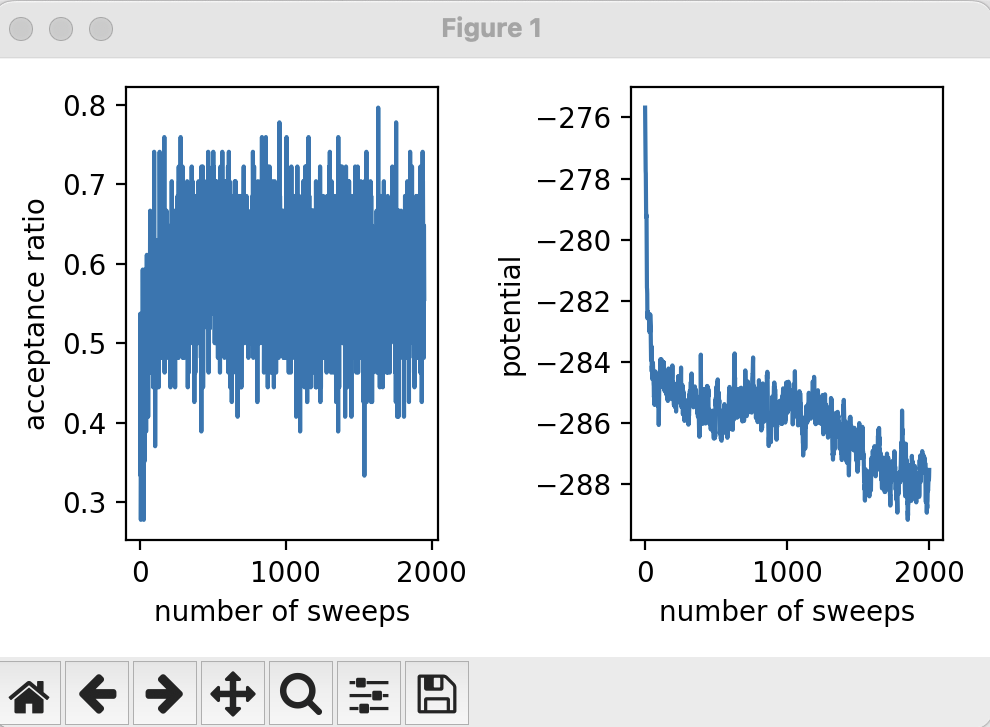 Figure 1
0.8
0.7
0.6
0.5
0.4
0.3
acceptance ratio
0 1000 2000
number of sweeps
−276
−278
−280
−282
−284
−286
−288
potential
0 1000 2000
number of sweeps